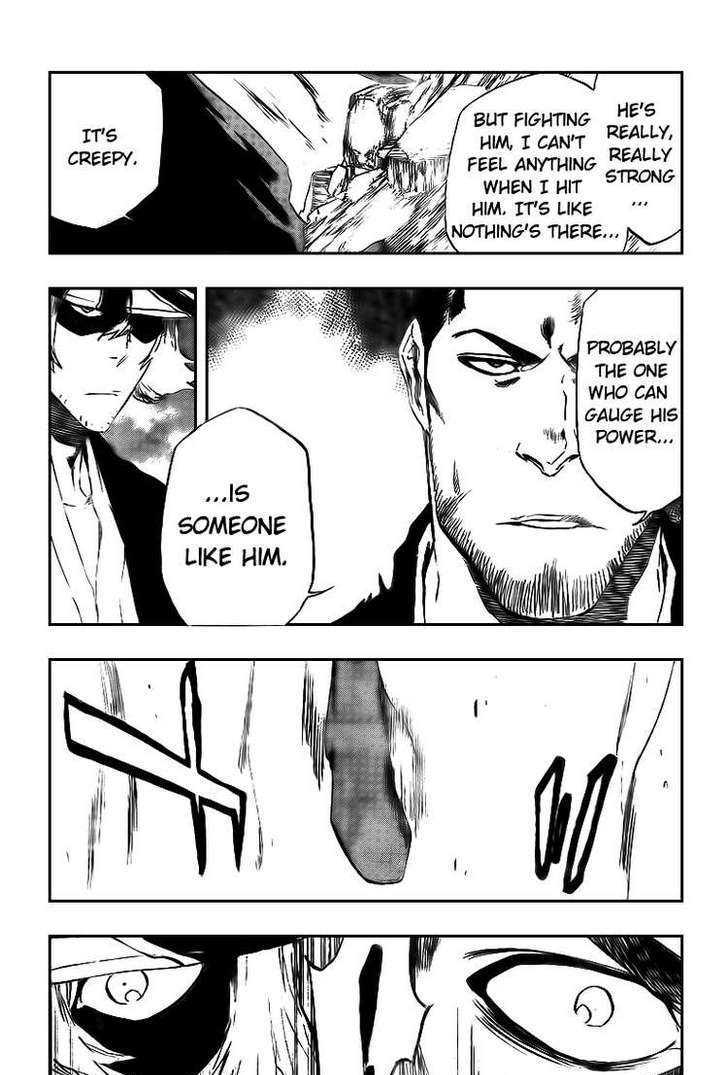 HE'S
REALLY,
REALLY
STRONG
...
BUT FIGHTING
HIM, I CAN'T
FEEL ANYTHING
WHEN I HIT
HIM. IT'S LIKE
NOTHING'S THERE...
IT'S
CREEPY.
PROBABLY
THE ONE
WHO CAN
GAUGE HIS
POWER...
...IS
SOMEONE
LIKE HIM.